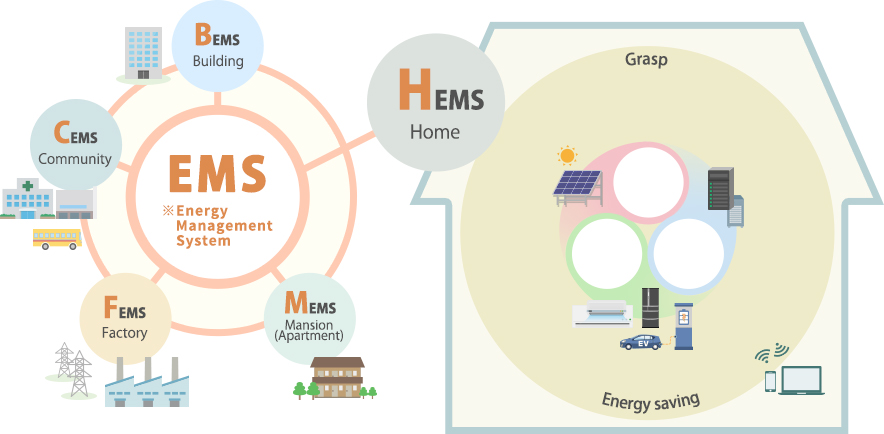 BEMS
Building
CEMS
Community
EMS
※Energy
Management
System
FEMS
Factory
MEMS
Mansion
(Apartment)
HEMS
Home
Grasp
EV
Energy saving